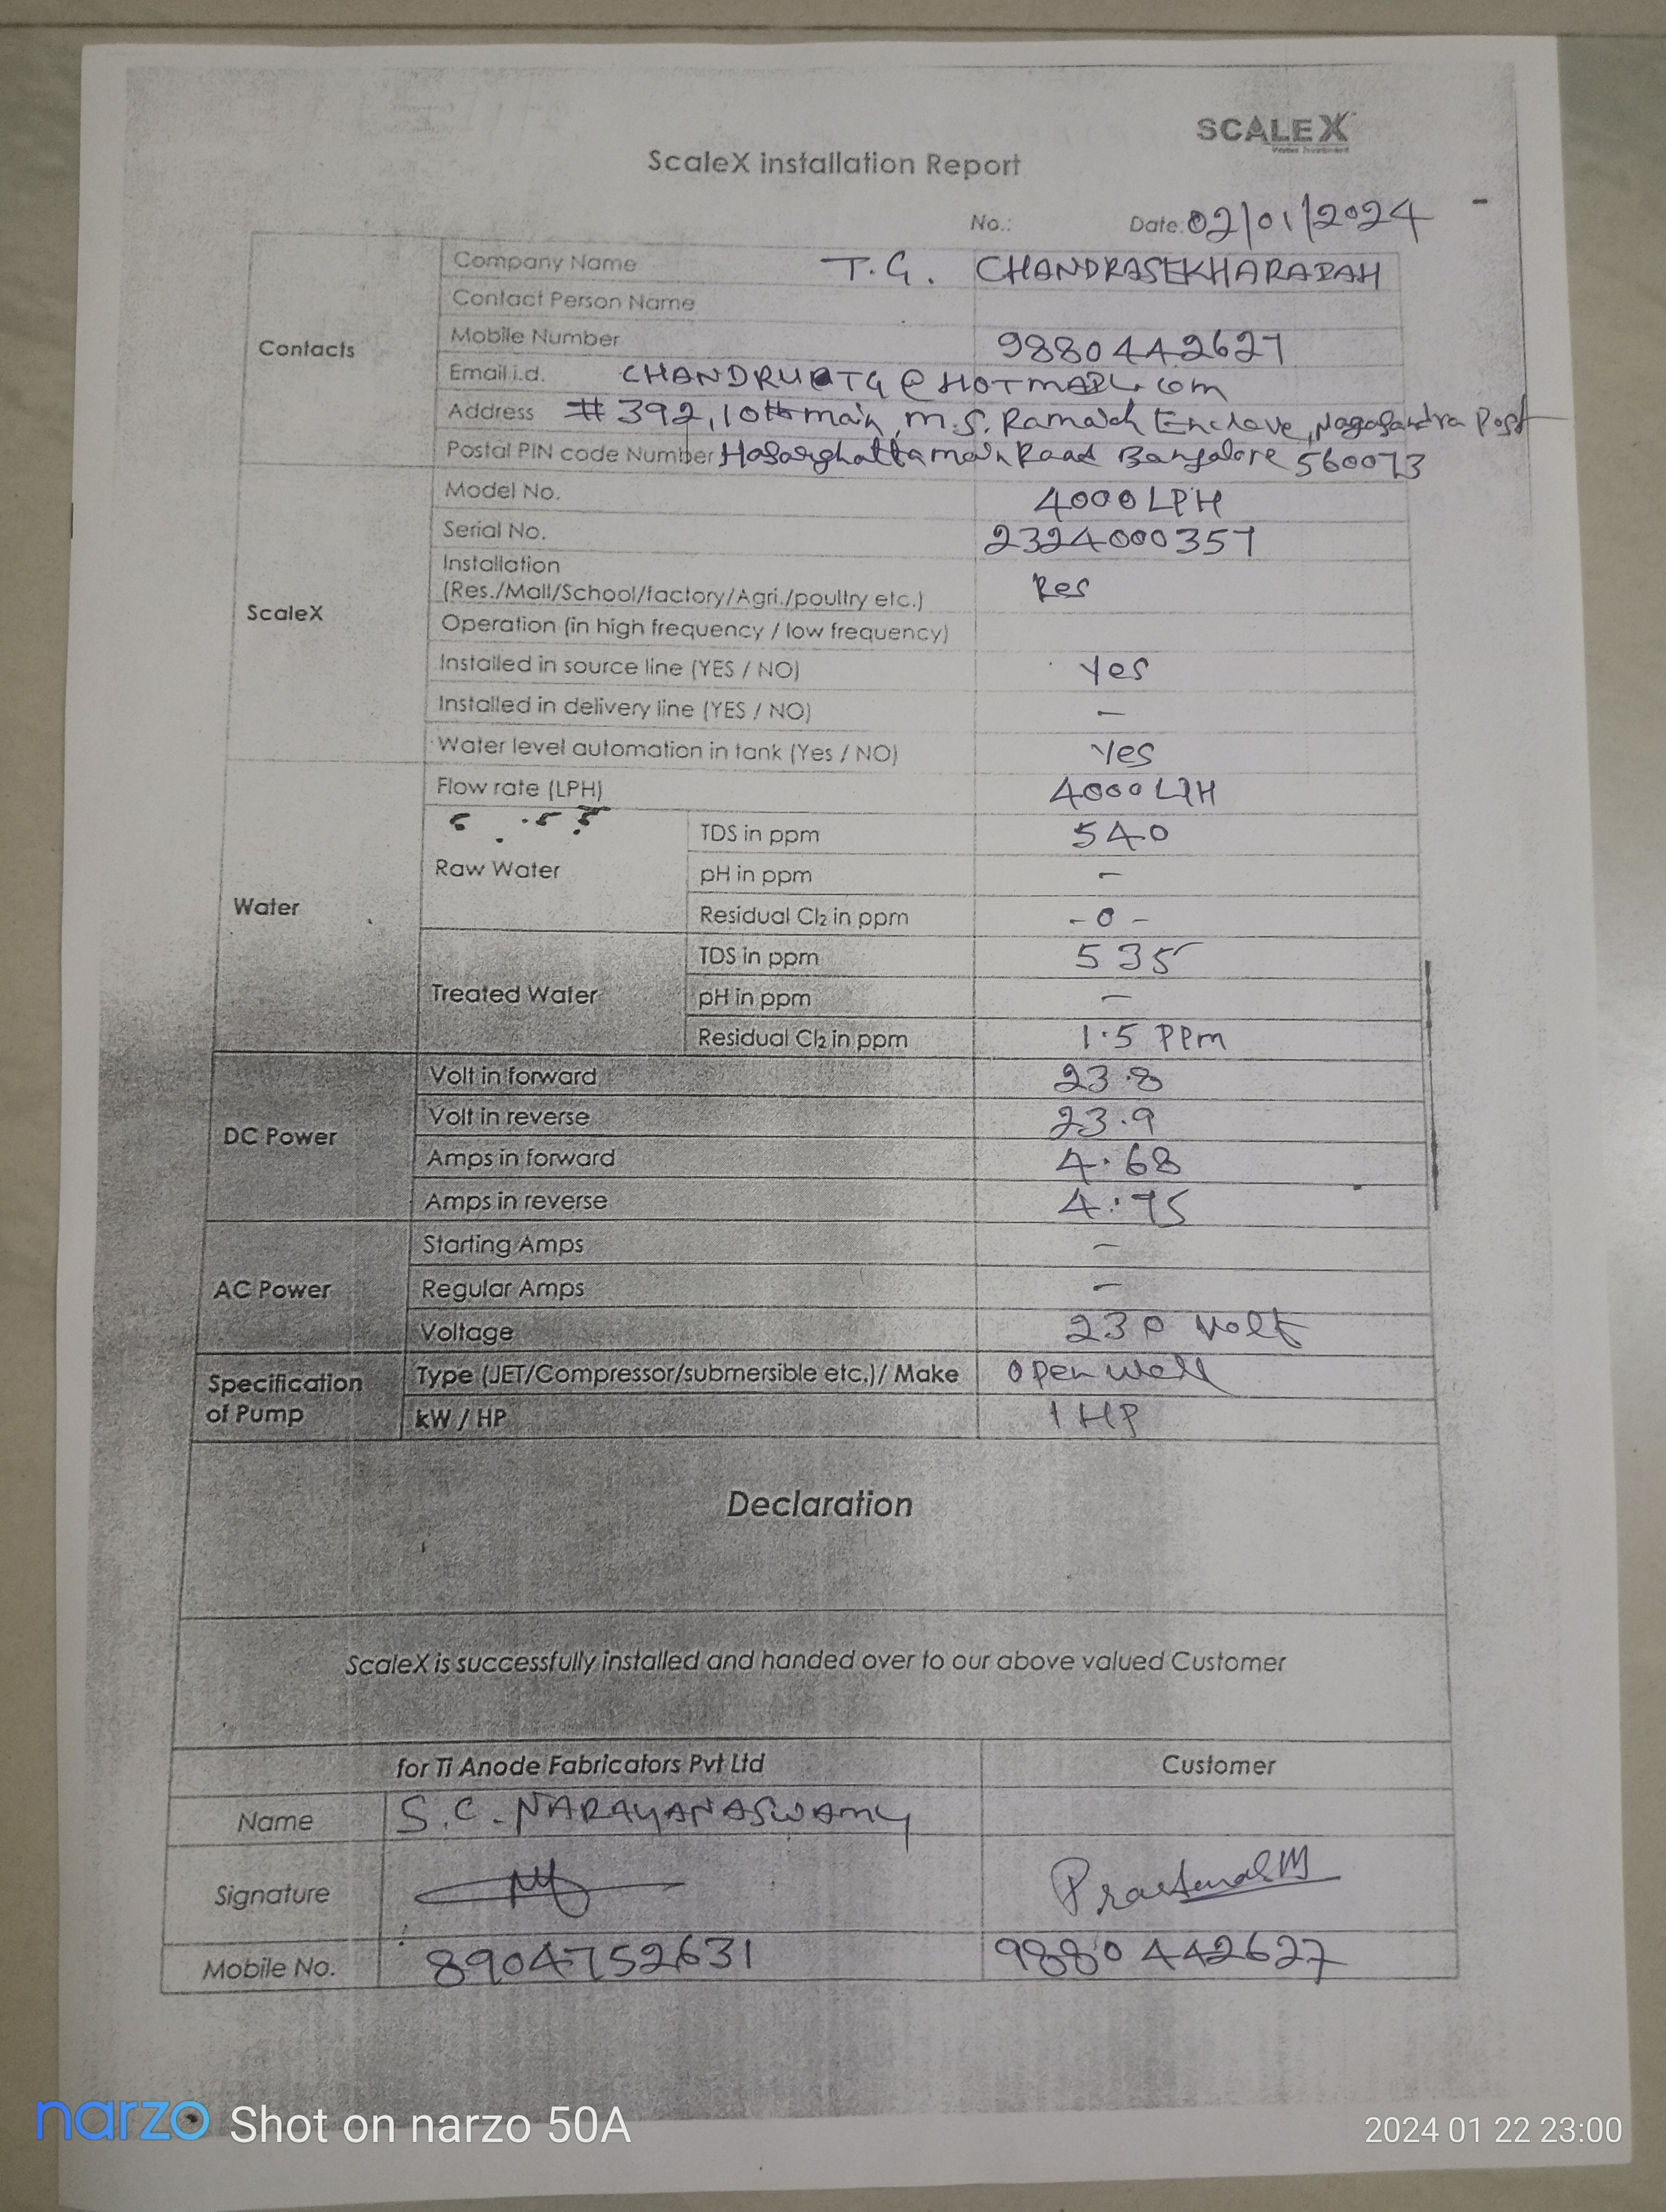 SCALEX
Water Treatment
ScaleX installation Report
No.: Date: 02/01/2024
Contacts
Company Name T.G. CHANDRASEKHARAIAH
Contact Person Name
Mobile Number 9880442627
Email i.d. CHANDRU TG @ HOTMAIL.com
Address #392, 10th main, M.S. Ramaiah Enclave, Nagasandra Post
Postal PIN code Number Hesarghatta main Road Bangalore 560073
ScaleX
Model No. 4000 LPH
Serial No. 2324000357
Installation
(Res./Mall/School/factory/Agri./poultry etc.) Res
Operation (in high frequency / low frequency)
Installed in source line (YES / NO) Yes
Installed in delivery line (YES / NO) –
Water level automation in tank (Yes / NO) Yes
Water
Flow rate (LPH) 4000 LPH
Raw Water
TDS in ppm 540
pH in ppm –
Residual Cl2 in ppm - 0 -
Treated Water
TDS in ppm 535
pH in ppm –
Residual Cl2 in ppm 1.5 PPm
DC Power
Volt in forward 23.8
Volt in reverse 23.9
Amps in forward 4.68
Amps in reverse 4.75
AC Power
Starting Amps –
Regular Amps –
Voltage 230 Volt
Specification
of Pump
Type (JET/Compressor/submersible etc.)/ Make Open well
kW / HP 1 HP
Declaration
ScaleX is successfully installed and handed over to our above valued Customer
for Ti Anode Fabricators Pvt Ltd Customer
Name S.C. NARAYANASWAMY
Signature
Mobile No. 8904752631 9880442627
narzo Shot on narzo 50A 2024 01 22 23:00